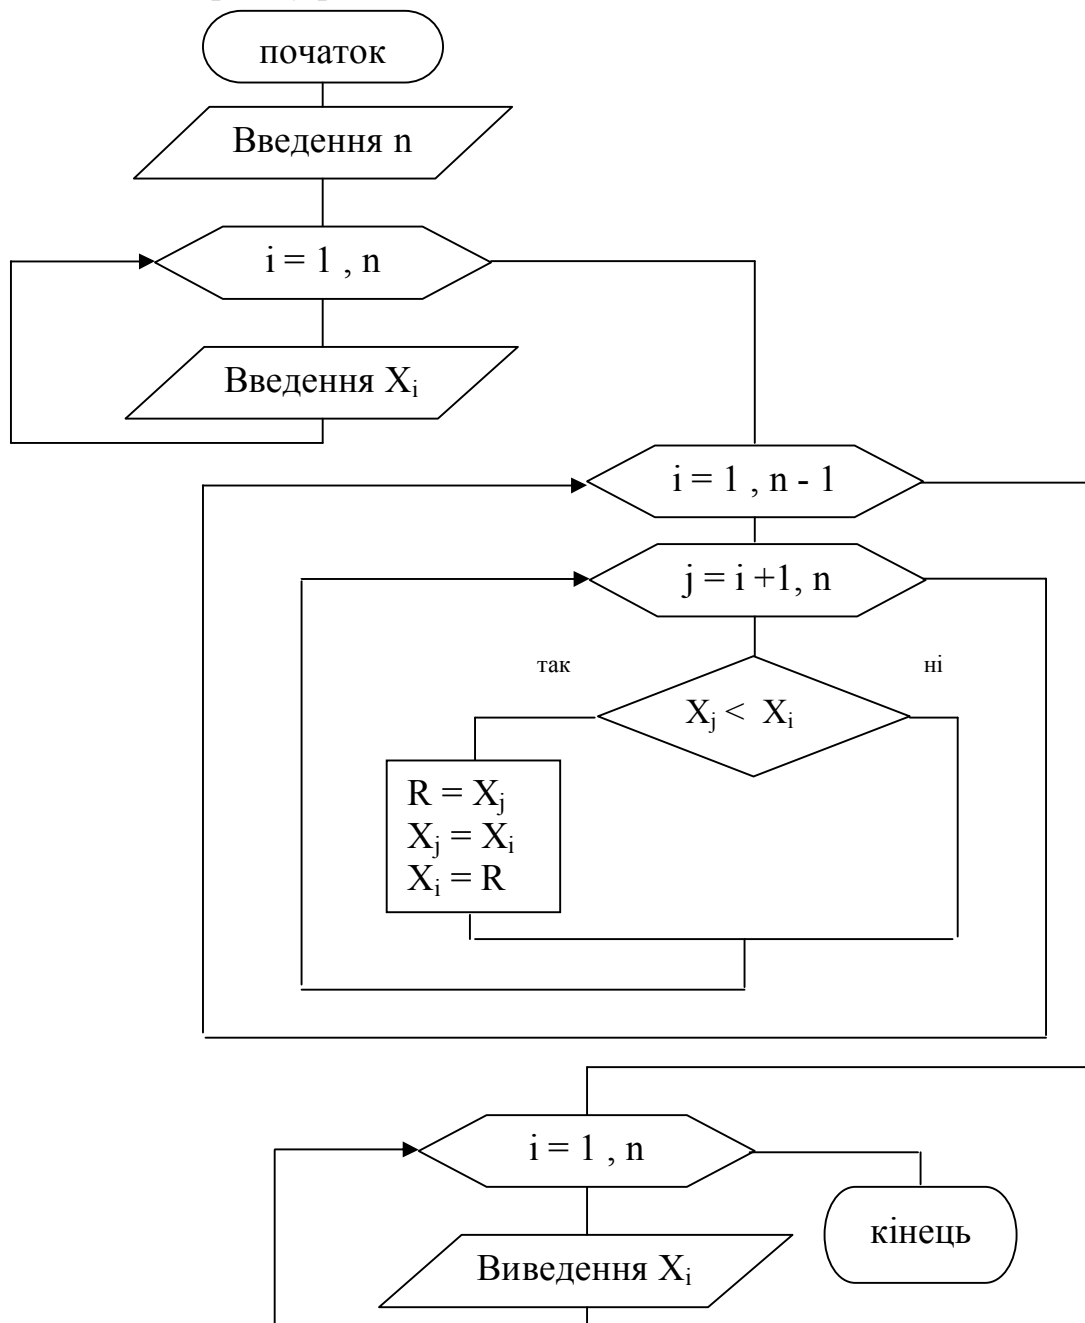 початок
Введення n
i = 1 , n
Введення Xi
i = 1 , n - 1
j = i +1, n
так
ні
Xj < Xi
R = Xj
Xj = Xi
Xi = R
i = 1 , n
кінець
Виведення Xi